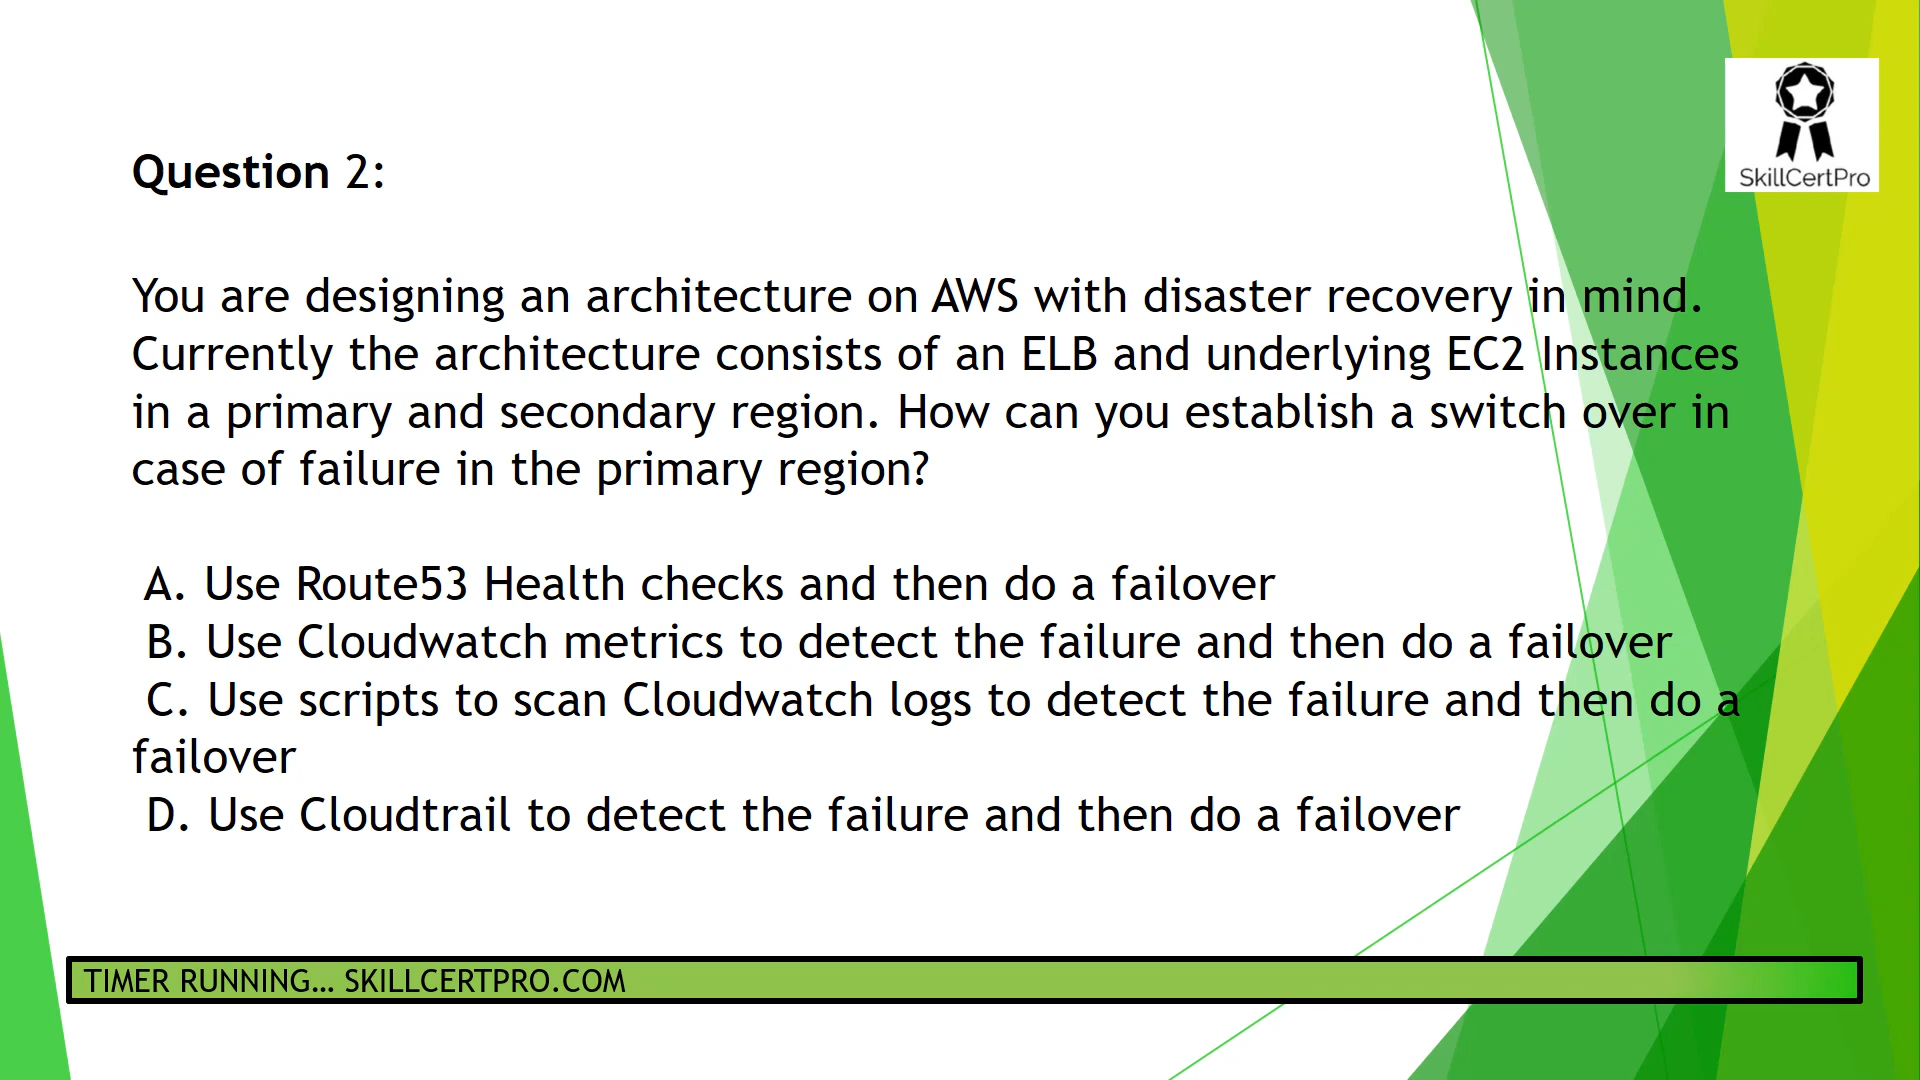 SkillCertPro
Question 2:
You are designing an architecture on AWS with disaster recovery in mind.
Currently the architecture consists of an ELB and underlying EC2 Instances
in a primary and secondary region. How can you establish a switch over in
case of failure in the primary region?
A. Use Route53 Health checks and then do a failover
B. Use Cloudwatch metrics to detect the failure and then do a failover
C. Use scripts to scan Cloudwatch logs to detect the failure and then do a
failover
D. Use Cloudtrail to detect the failure and then do a failover
TIMER RUNNING... SKILLCERTPRO.COM